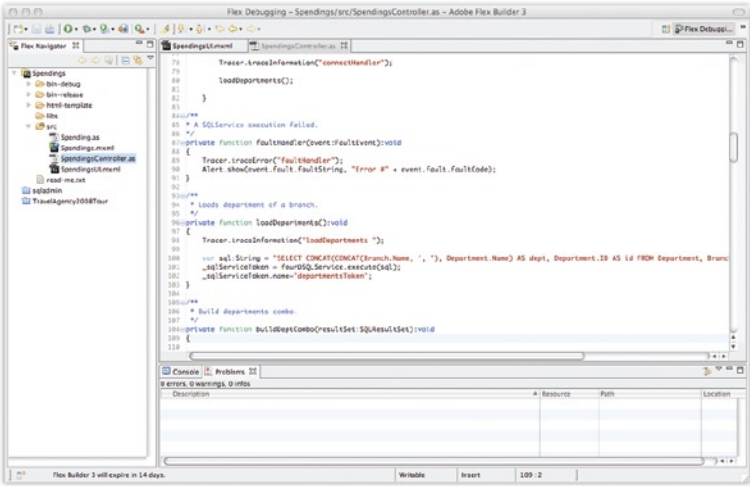 Flex Debugging - Spendings/src/SpendingsController.as - Adobe Flex Builder 3
Flex Debuggi...
Flex Navigator
Spendings
bin-debug
bin-release
html-template
libs
src
Spending.as
Spendings.mxml
SpendingsController.as
SpendingsUI.mxml
read-me.txt
sqladmin
TravelAgency2008Tour
SpendingsUI.mxml
SpendingsController.as
78 Tracer.traceInformation("connectHandler");
79
80 loadDepartments();
81
82 }
83
84 /**
85 * A SQLService execution failed.
86 */
87 private function faultHandler(event:FaultEvent):void
88 {
89 Tracer.traceError("faultHandler");
90 Alert.show(event.fault.faultString, "Error #" + event.fault.faultCode);
91 }
92
93 /**
94 * Loads department of a branch.
95 */
96 private function loadDepartments():void
97 {
98 Tracer.traceInformation("loadDepartments ");
99
100 var sql:String = "SELECT CONCAT(CONCAT(Branch.Name, ', '), Department.Name) AS dept, Department.ID AS id FROM Department, Branc
101 _sqlServiceToken = fourDSQLService.execute(sql);
102 _sqlServiceToken.name="departmentsToken";
103 }
104
105 /**
106 * Build departments combo.
107 */
108 private function buildDeptCombo(resultSet:SQLResultSet):void
109 {
110
Console
Problems
0 errors, 0 warnings, 0 infos
Description
Resource
Path
Location
Flex Builder 3 will expire in 14 days.
Writable
Insert
109 : 2